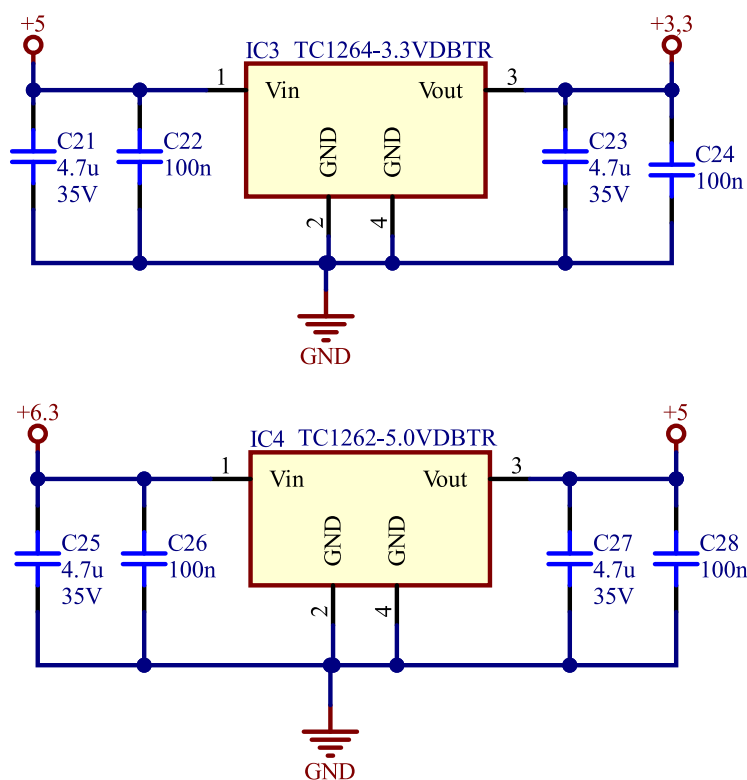 +5
+3,3
IC3 TC1264-3.3VDBTR
1
Vin
Vout
3
GND
GND
C21
4.7u
35V
C22
100n
C23
4.7u
35V
C24
100n
2
4
GND
+6.3
+5
IC4 TC1262-5.0VDBTR
1
Vin
Vout
3
GND
GND
C25
4.7u
35V
C26
100n
C27
4.7u
35V
C28
100n
2
4
GND